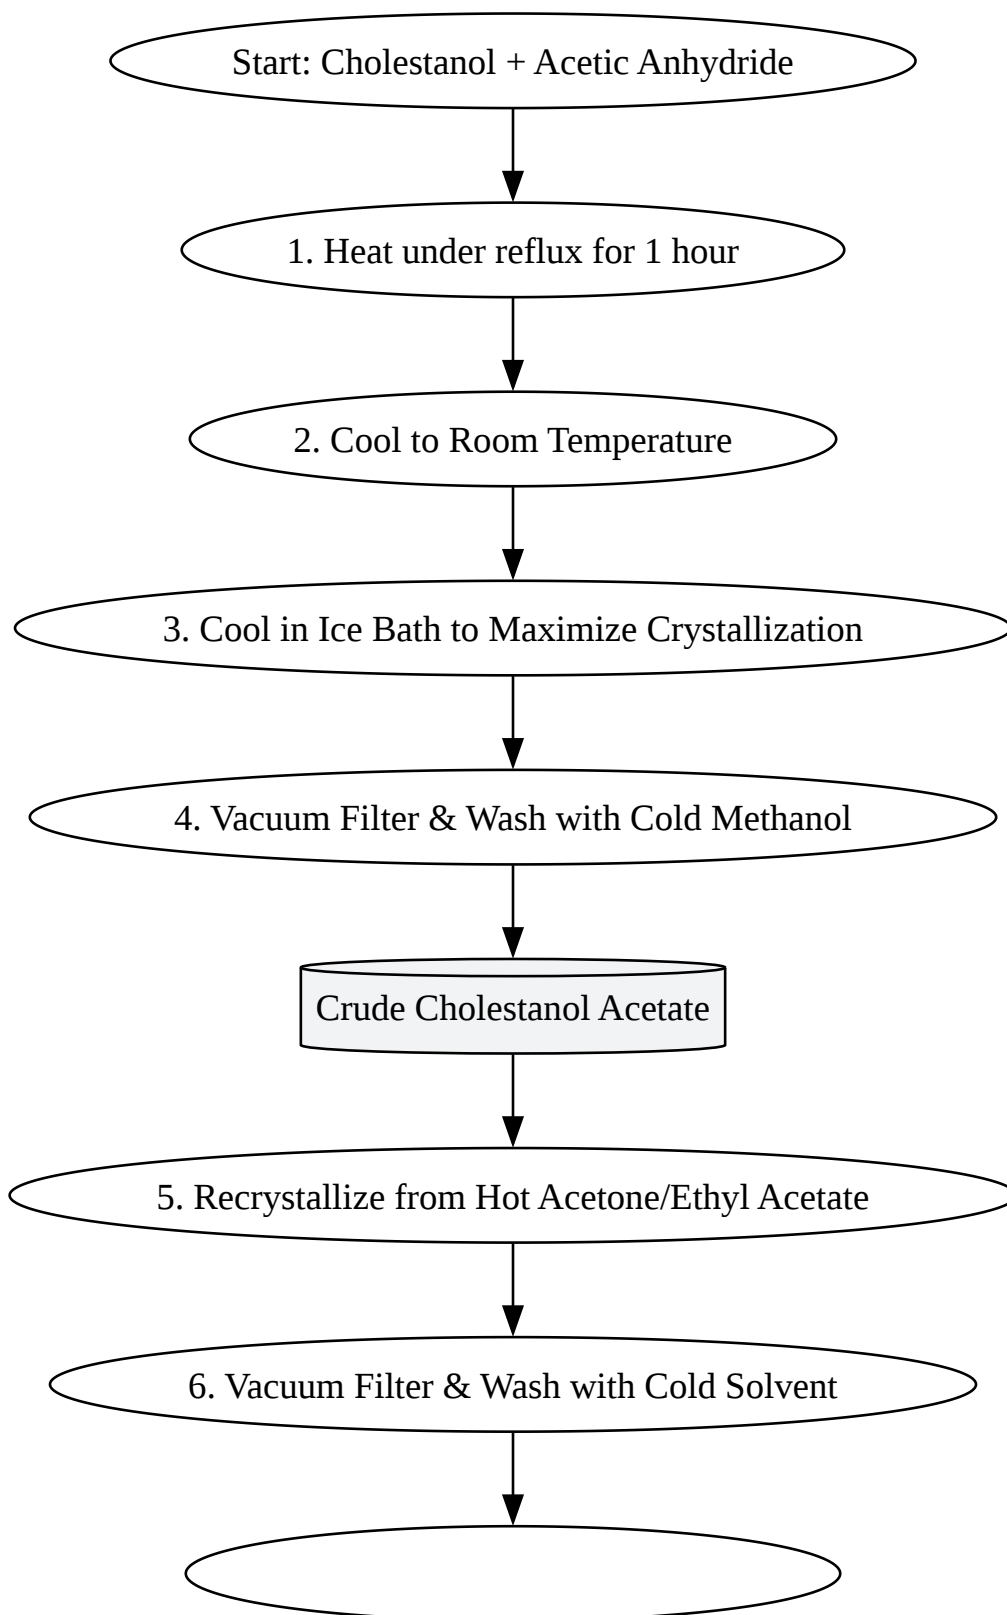 Start: Cholestanol + Acetic Anhydride
1. Heat under reflux for 1 hour
2. Cool to Room Temperature
3. Cool in Ice Bath to Maximize Crystallization
4. Vacuum Filter & Wash with Cold Methanol
Crude Cholestanol Acetate
5. Recrystallize from Hot Acetone/Ethyl Acetate
6. Vacuum Filter & Wash with Cold Solvent